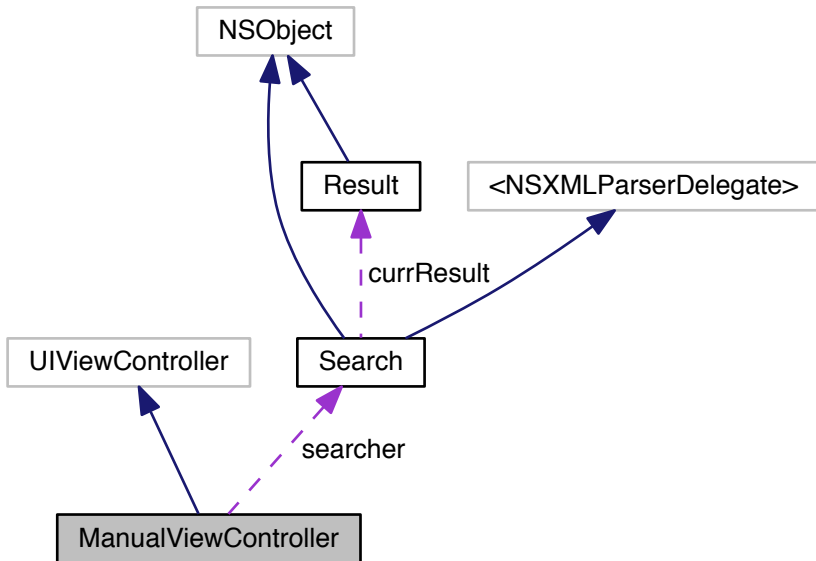 NSObject
Result
<NSXMLParserDelegate>
currResult
UIViewController
Search
searcher
ManualViewController